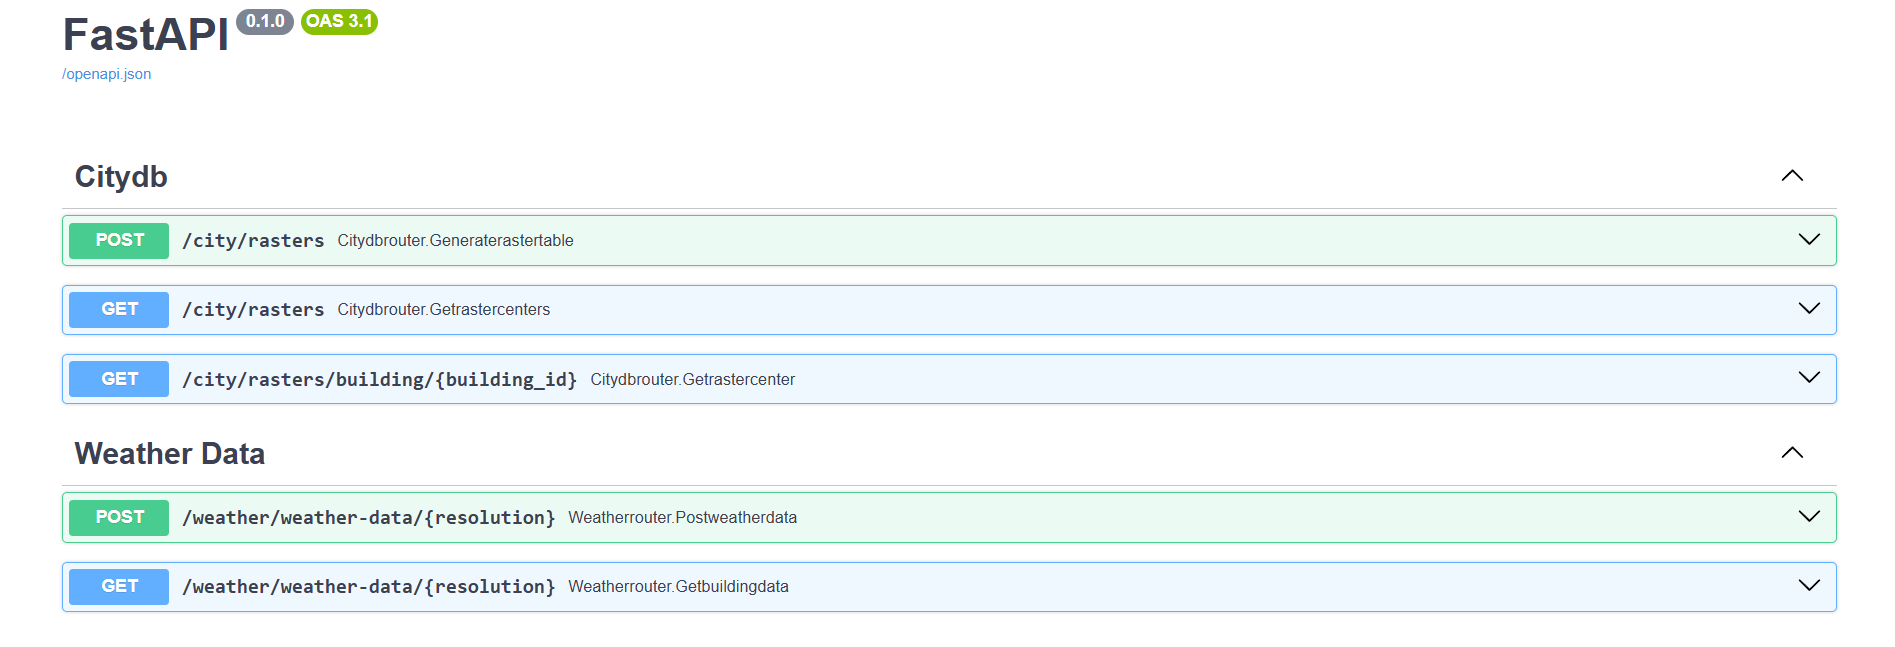 FastAPI 0.1.0 OAS 3.1
/openapi.json
Citydb
POST /city/rasters Citydbrouter.Generaterastertable
GET /city/rasters Citydbrouter.Getrastercenters
GET /city/rasters/building/{building_id} Citydbrouter.Getrastercenter
Weather Data
POST /weather/weather-data/{resolution} Weatherrouter.Postweatherdata
GET /weather/weather-data/{resolution} Weatherrouter.Getbuildingdata